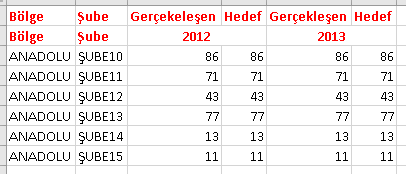 Bölge Şube Gerçekeleşen Hedef Gerçekleşen Hedef
Bölge Şube 2012 2013
ANADOLU ŞUBE10 86 86 86 86
ANADOLU ŞUBE11 71 71 71 71
ANADOLU ŞUBE12 43 43 43 43
ANADOLU ŞUBE13 77 77 77 77
ANADOLU ŞUBE14 13 13 13 13
ANADOLU ŞUBE15 11 11 11 11